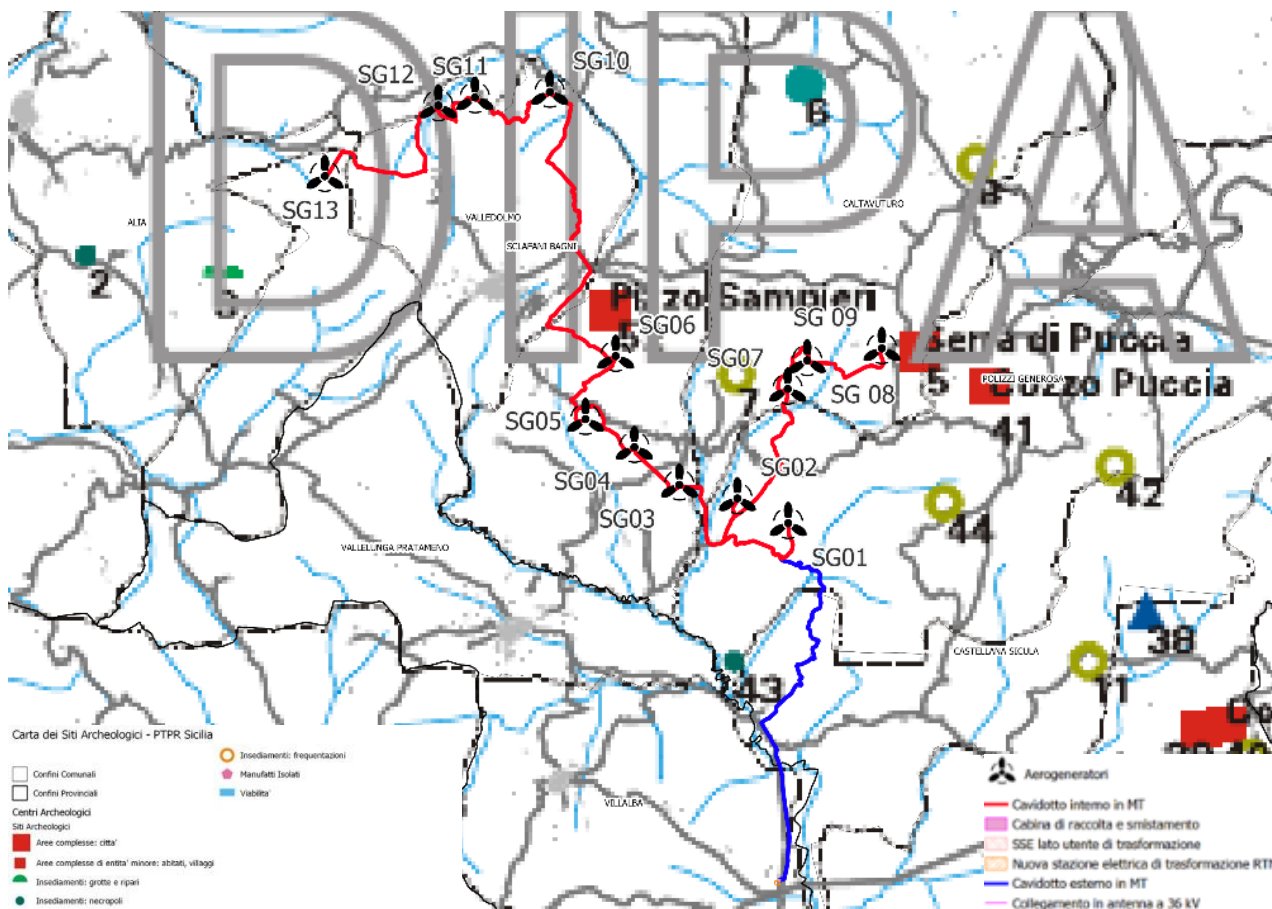 D I P A
SG12
SG11
SG10
6
SG13
ALTA
VALLEDOLMO
CALTAVUTURO
SCLAFANI BAGNI
2
Pizzo Sampieri
5
SG06
SG 09
SG07
7
SG 08
Serra di Puccia
5
POLIZZI GENEROSA
Cozzo Puccia
41
SG05
SG04
SG03
SG02
42
44
VALLELUNGA PRATAMENO
SG01
38
CASTELLANA SICULA
11
43
VILLALBA
Carta dei Siti Archeologici - PTPR Sicilia
Confini Comunali
Confini Provinciali
Centri Archeologici
Siti Archeologici
Aree complesse: citta'
Aree complesse di entita' minore: abitati, villaggi
Insediamenti: grotte e ripari
Insediamenti: necropoli
Insediamenti: frequentazioni
Manufatti Isolati
Viabilita'
Aerogeneratori
Cavidotto interno in MT
Cabina di raccolta e smistamento
SSE lato utente di trasformazione
Nuova stazione elettrica di trasformazione RTN
Cavidotto esterno in MT
Collegamento in antenna a 36 kV